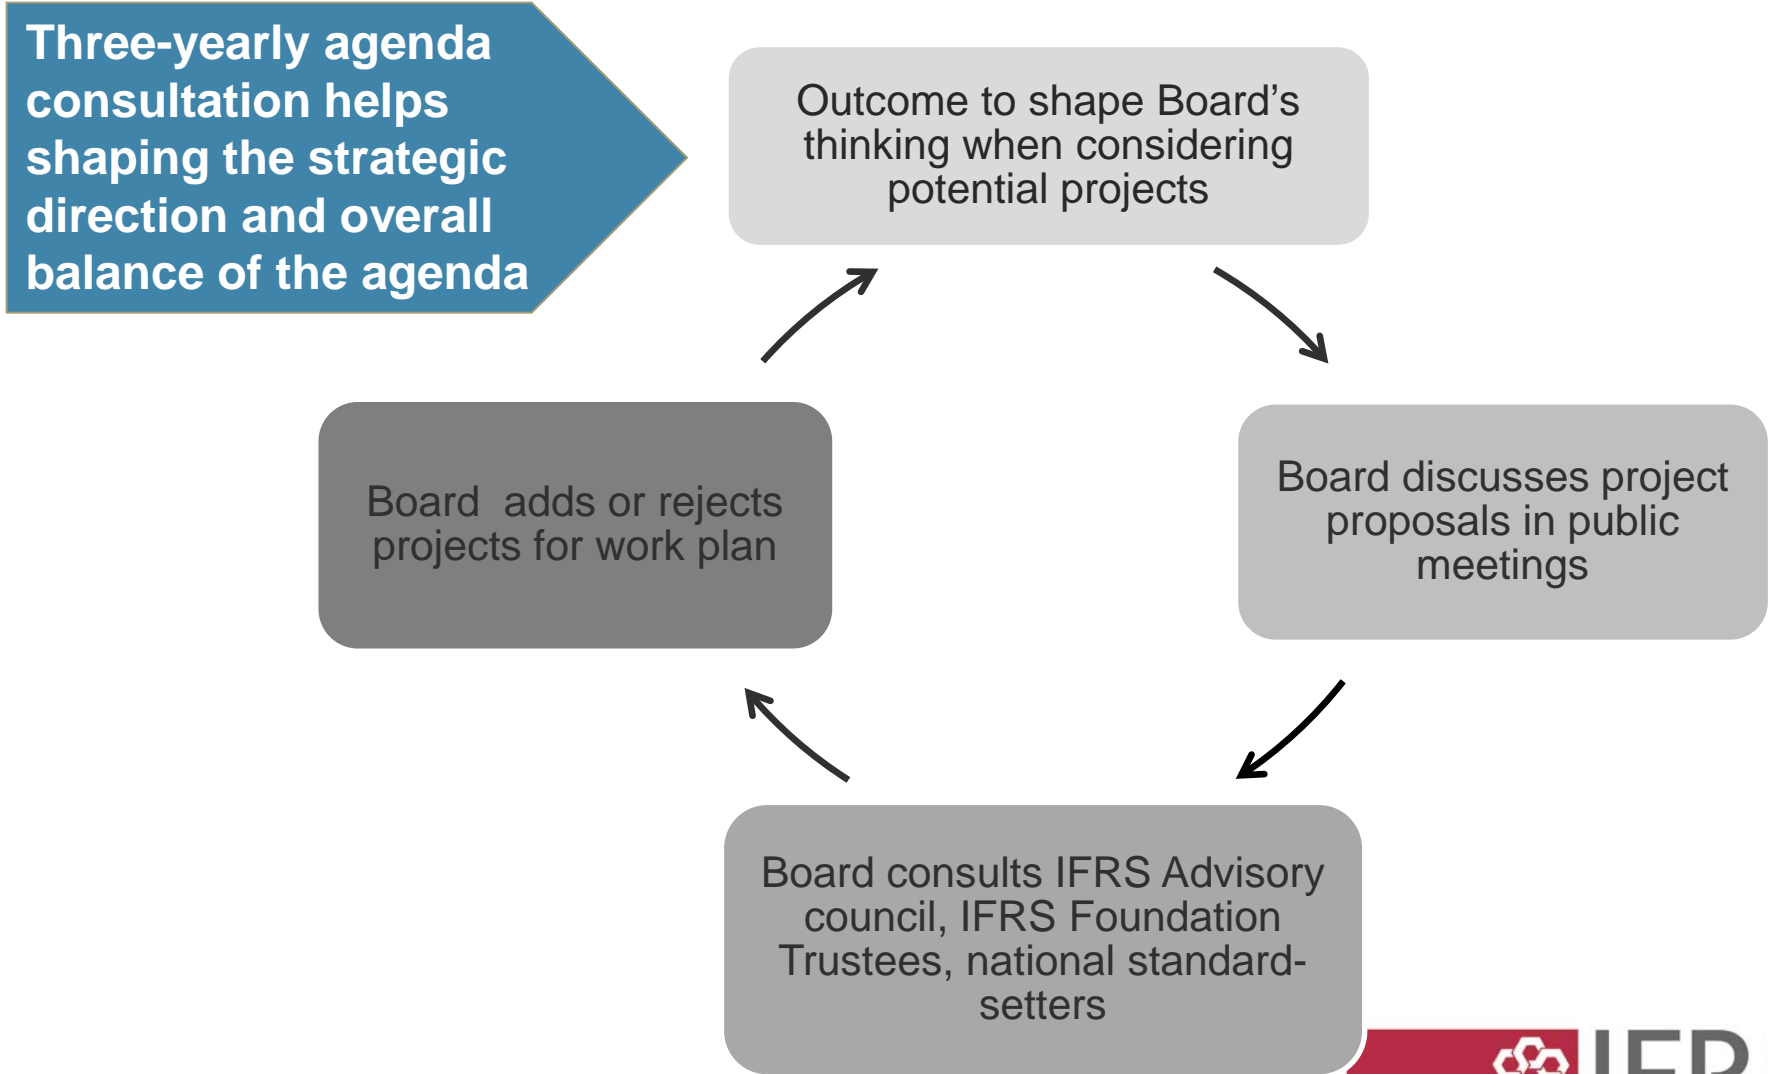 Three-yearly agenda
consultation helps
shaping the strategic
direction and overall
balance of the agenda
Outcome to shape Board's
thinking when considering
potential projects
Board discusses project
proposals in public
meetings
Board consults IFRS Advisory
council, IFRS Foundation
Trustees, national standard-
setters
Board  adds or rejects
projects for work plan